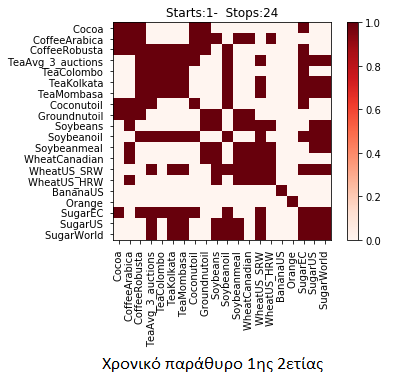 Starts:1- Stops:24
Cocoa
CoffeeArabica
CoffeeRobusta
TeaAvg_3_auctions
TeaColombo
TeaKolkata
TeaMombasa
Coconutoil
Groundnutoil
Soybeans
Soybeanoil
Soybeanmeal
WheatCanadian
WheatUS_SRW
WheatUS_HRW
BananaUS
Orange
SugarEC
SugarUS
SugarWorld
1.0
0.8
0.6
0.4
0.2
0.0
Cocoa
CoffeeArabica
CoffeeRobusta
TeaAvg_3_auctions
TeaColombo
TeaKolkata
TeaMombasa
Coconutoil
Groundnutoil
Soybeans
Soybeanoil
Soybeanmeal
WheatCanadian
WheatUS_SRW
WheatUS_HRW
BananaUS
Orange
SugarEC
SugarUS
SugarWorld
Χρονικό παράθυρο 1ης 2ετίας